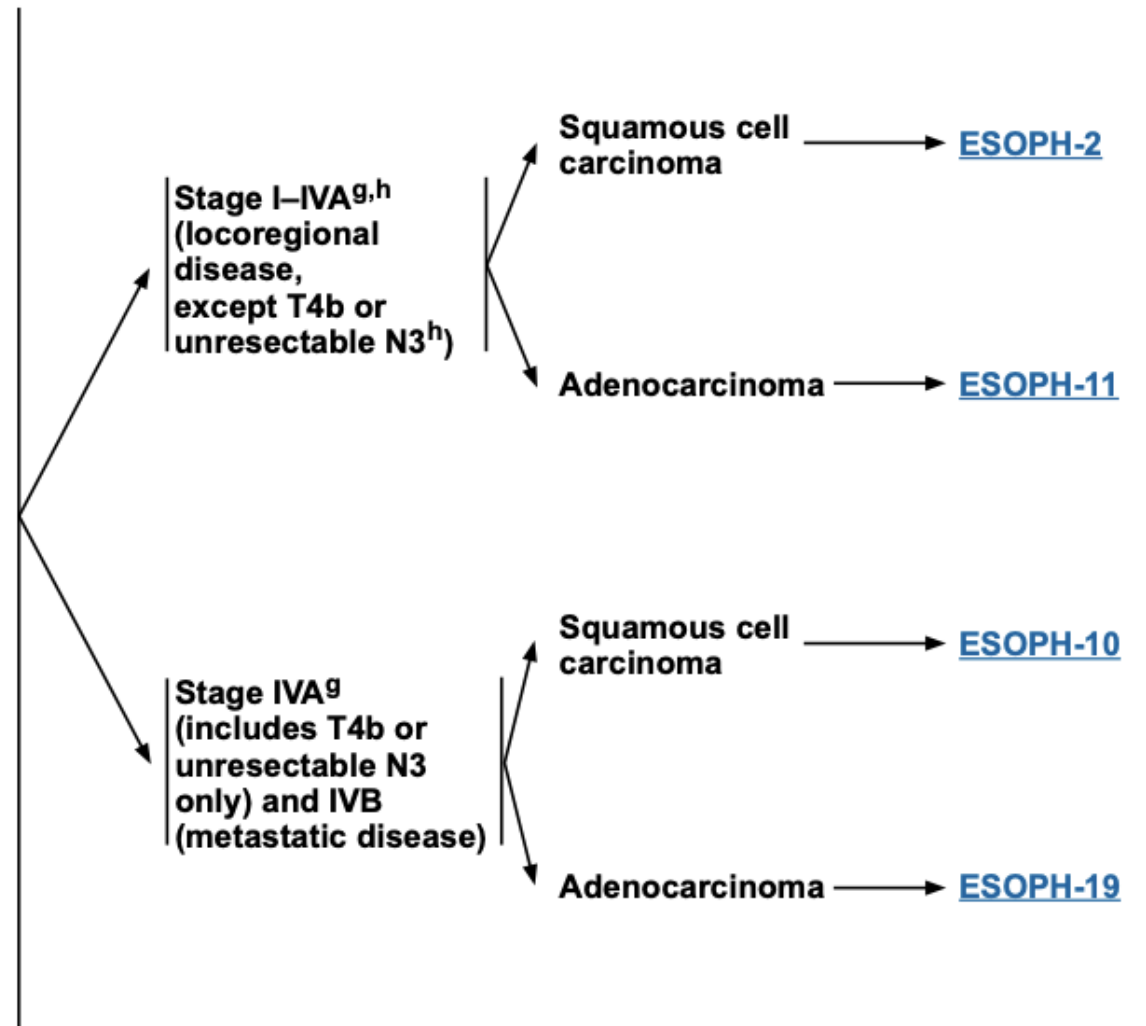 Squamous cell
carcinoma
ESOPH-2
Stage I–IVAg,h
(locoregional
disease,
except T4b or
unresectable N3h)
Adenocarcinoma
ESOPH-11
Squamous cell
carcinoma
ESOPH-10
Stage IVAg
(includes T4b or
unresectable N3
only) and IVB
(metastatic disease)
Adenocarcinoma
ESOPH-19